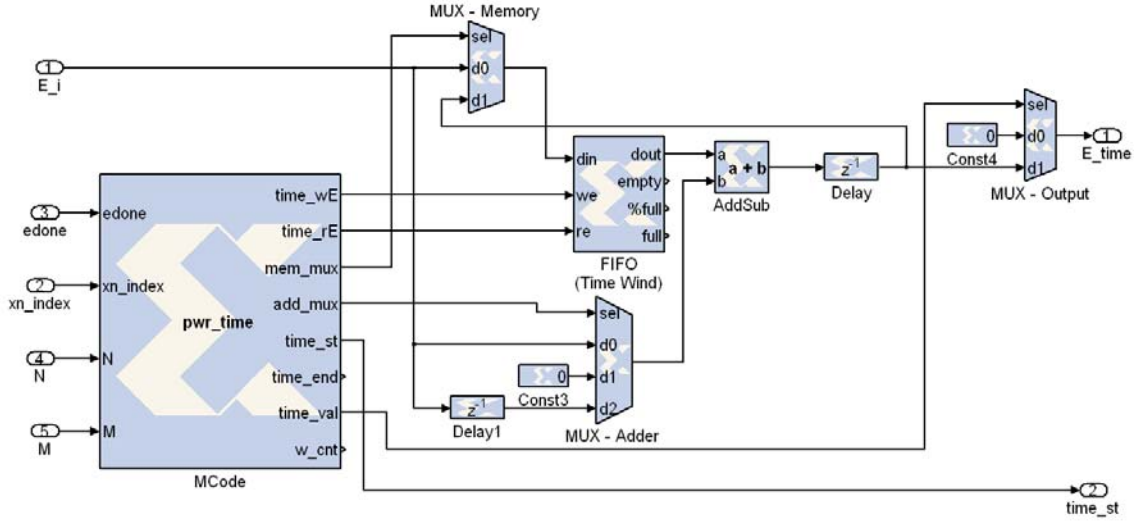 MUX - Memory
sel
d0
d1
1
E_i
sel
0
d0
Const4
d1
1
E_time
MUX - Output
din
dout
empty
we
%full
re
full
FIFO
(Time Wind)
a
b
a + b
AddSub
z-1
Delay
3
edone
2
xn_index
4
N
5
M
edone
xn_index
N
M
pwr_time
time_wE
time_rE
mem_mux
add_mux
time_st
time_end
time_val
w_cnt
MCode
sel
d0
0
d1
Const3
d2
z-1
Delay1
MUX - Adder
2
time_st